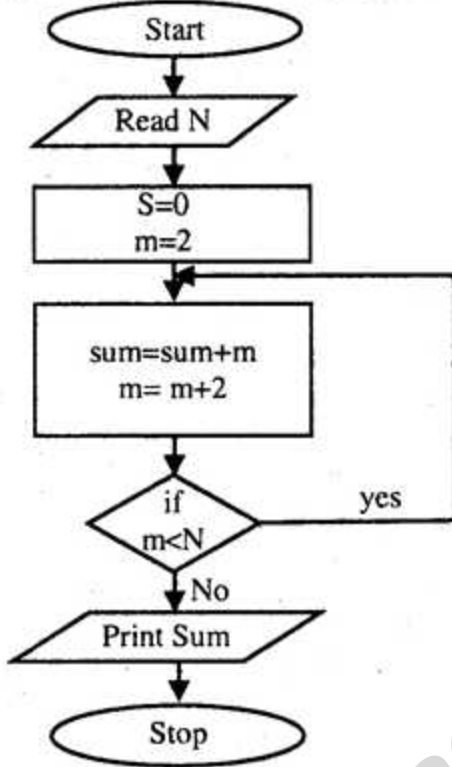 Start
Read N
S=0
m=2
sum=sum+m
m= m+2
if
m<N
yes
No
Print Sum
Stop